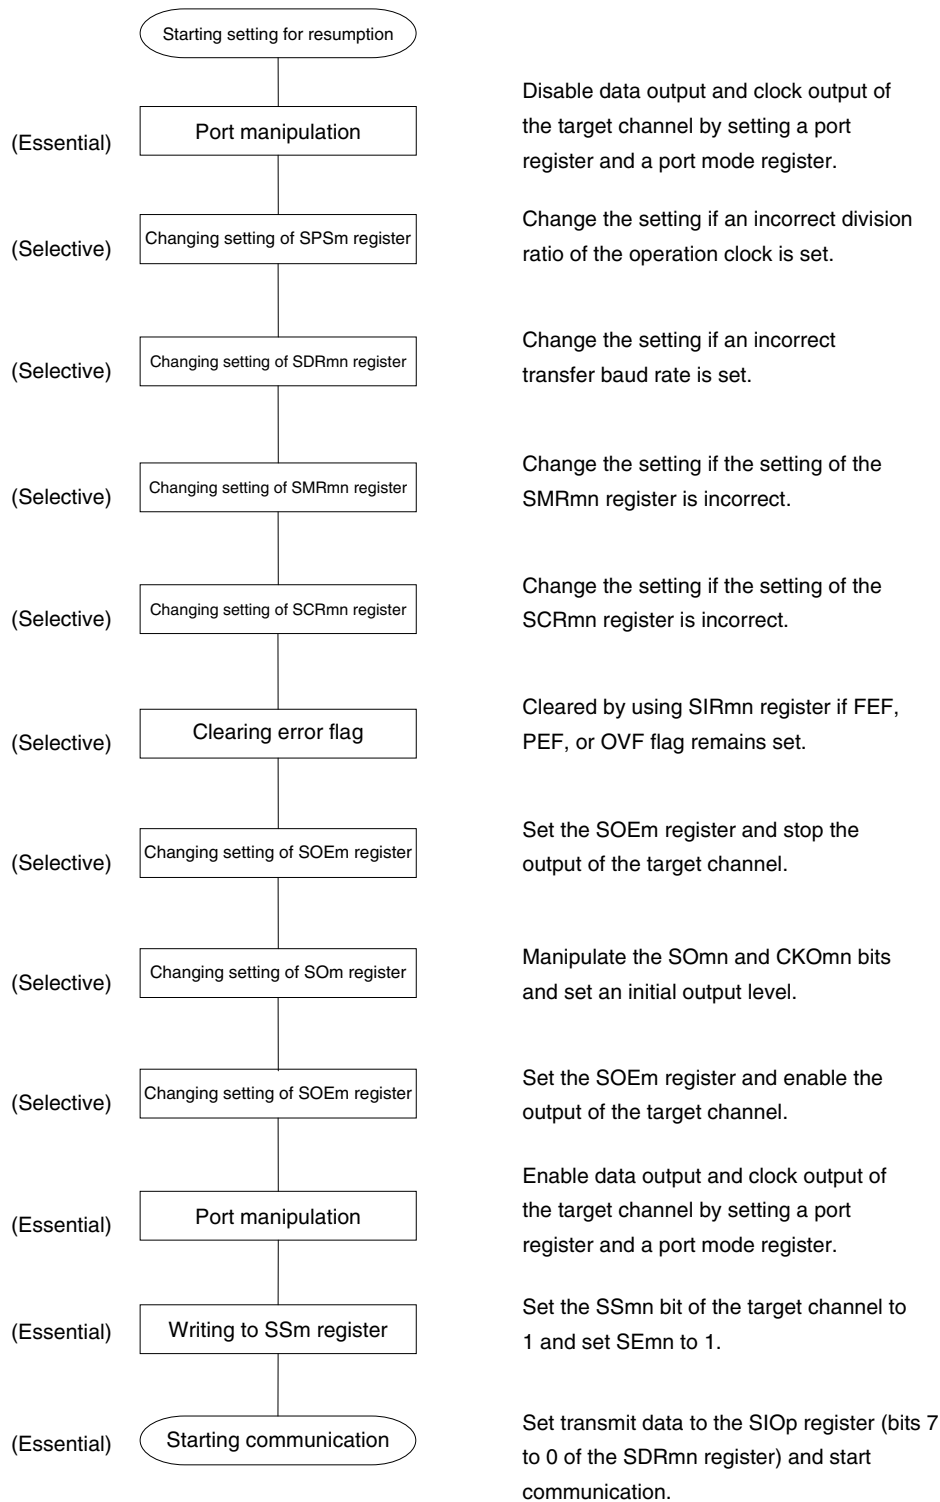 Starting setting for resumption
(Essential)
Port manipulation
Disable data output and clock output of
the target channel by setting a port
register and a port mode register.
(Selective)
Changing setting of SPSm register
Change the setting if an incorrect division
ratio of the operation clock is set.
(Selective)
Changing setting of SDRmn register
Change the setting if an incorrect
transfer baud rate is set.
(Selective)
Changing setting of SMRmn register
Change the setting if the setting of the
SMRmn register is incorrect.
(Selective)
Changing setting of SCRmn register
Change the setting if the setting of the
SCRmn register is incorrect.
(Selective)
Clearing error flag
Cleared by using SIRmn register if FEF,
PEF, or OVF flag remains set.
(Selective)
Changing setting of SOEm register
Set the SOEm register and stop the
output of the target channel.
(Selective)
Changing setting of SOm register
Manipulate the SOmn and CKOmn bits
and set an initial output level.
(Selective)
Changing setting of SOEm register
Set the SOEm register and enable the
output of the target channel.
(Essential)
Port manipulation
Enable data output and clock output of
the target channel by setting a port
register and a port mode register.
(Essential)
Writing to SSm register
Set the SSmn bit of the target channel to
1 and set SEmn to 1.
(Essential)
Starting communication
Set transmit data to the SIOp register (bits 7
to 0 of the SDRmn register) and start
communication.